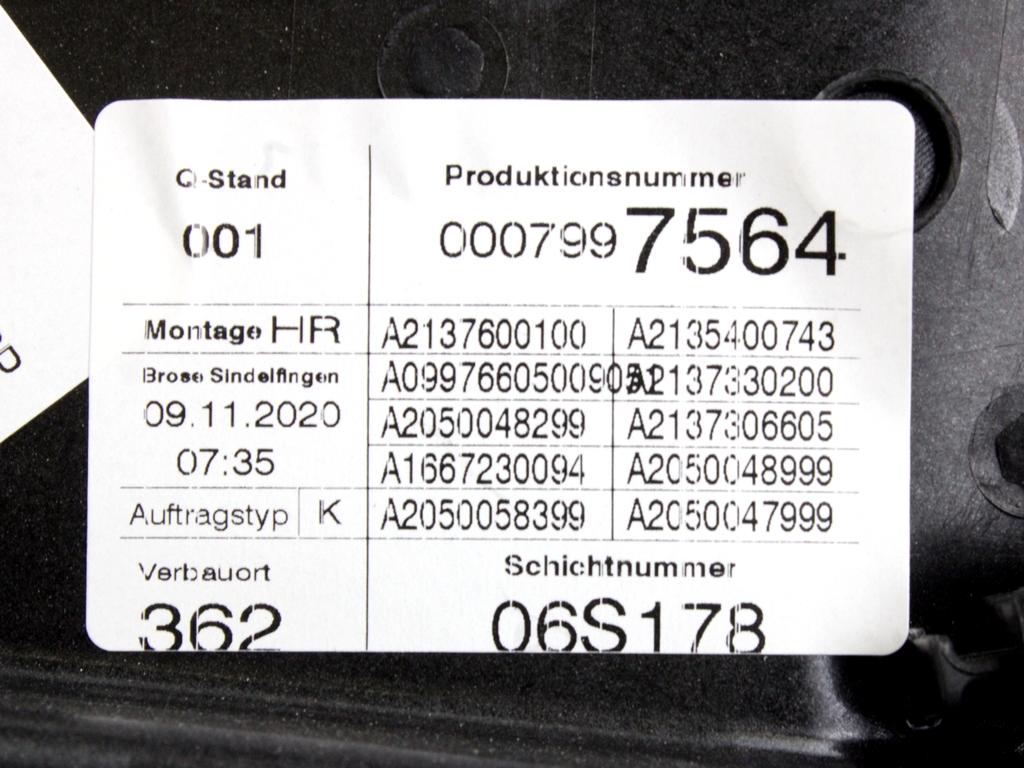 Q-Stand
001
Produktionsnummer
0007997564
Montage HR
Brose Sindelfingen
09.11.2020
07:35
Auftragstyp K
A2137600100 A2135400743
A2137330200
A2050048299 A2137306605
A1667230094 A2050048999
A2050058399 A2050047999
Verbauort
362
Schichtnummer
06S178